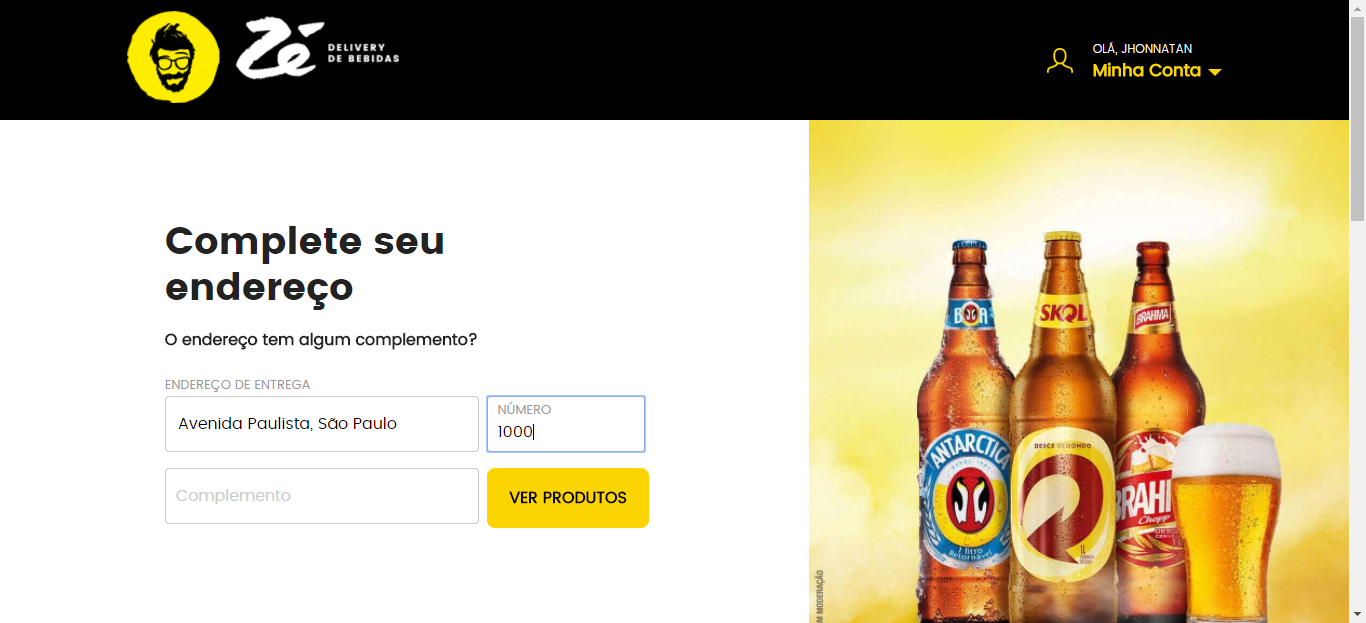 Zé DELIVERY
DE BEBIDAS
OLÁ, JHONNATAN
Minha Conta
Complete seu
endereço
O endereço tem algum complemento?
ENDEREÇO DE ENTREGA
Avenida Paulista, São Paulo
NÚMERO
1000
Complemento
VER PRODUTOS
BOA
SKOL
BRAHMA
ANTARCTICA
1 litro
Retornável
DESCE REDONDO
1L
BRAHM
Chopp
M MODERAÇÃO